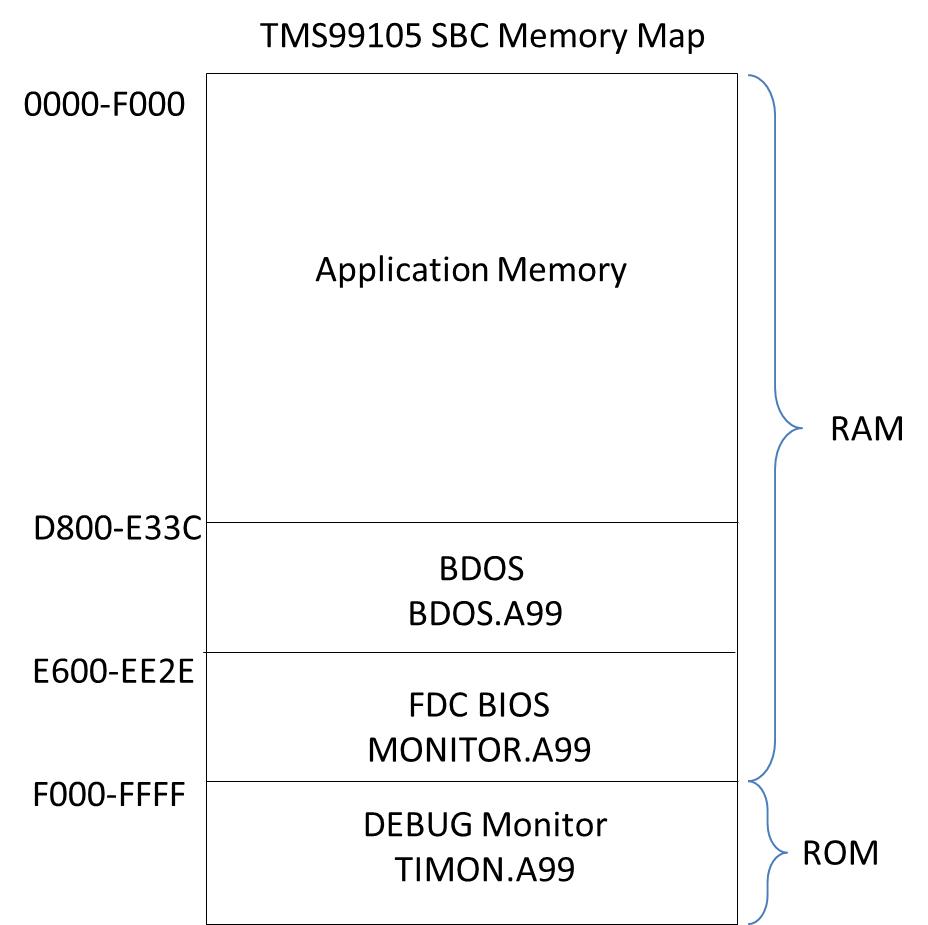 TMS99105 SBC Memory Map
0000-F000
Application Memory
RAM
D800-E33C
BDOS
BDOS.A99
E600-EE2E
FDC BIOS
MONITOR.A99
F000-FFFF
DEBUG Monitor
TIMON.A99
ROM